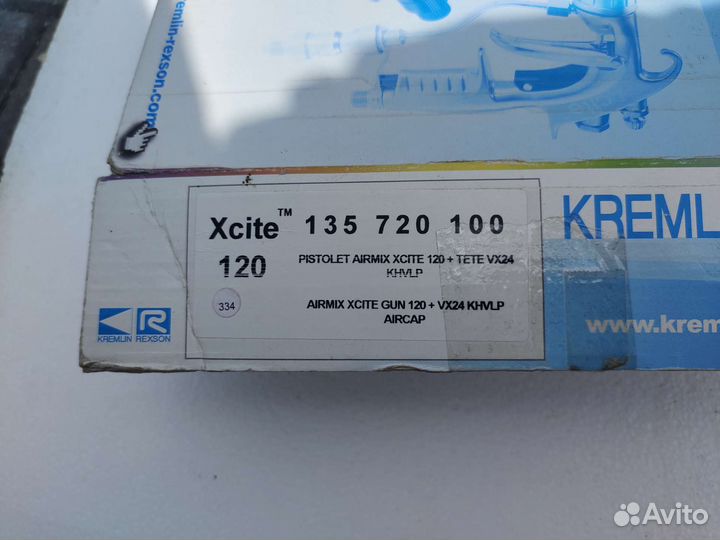 kremlin-rexson.com
Xcite™ 135 720 100
120 PISTOLET AIRMIX XCITE 120 + TETE VX24
KHVLP
334
AIRMIX XCITE GUN 120 + VX24 KHVLP
AIRCAP
KREMLIN REXSON
KREML
www.krem
Avito